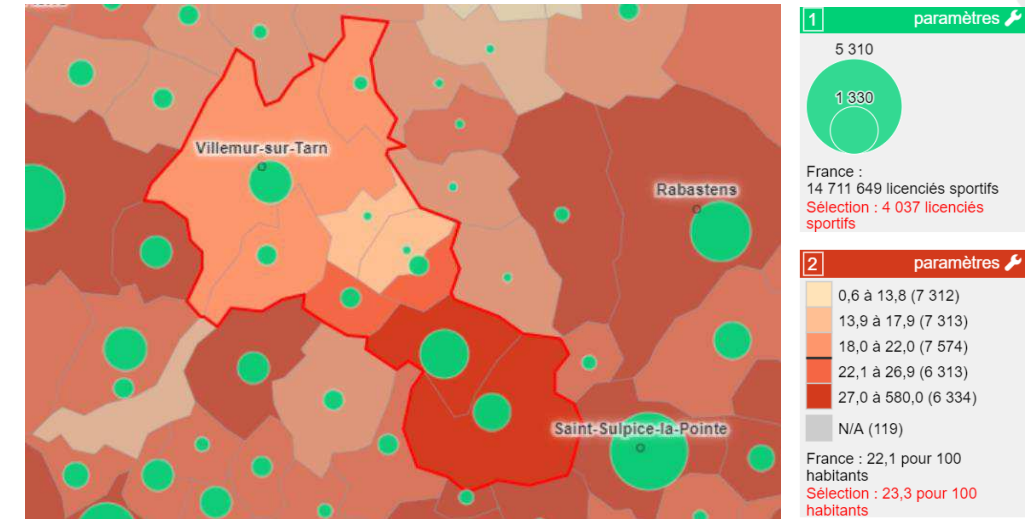 Villemur-sur-Tarn
Rabastens
Saint-Sulpice-la-Pointe
1 paramètres
5 310
1 330
France :
14 711 649 licenciés sportifs
Sélection : 4 037 licenciés
sportifs
2 paramètres
0,6 à 13,8 (7 312)
13,9 à 17,9 (7 313)
18,0 à 22,0 (7 574)
22,1 à 26,9 (6 313)
27,0 à 580,0 (6 334)
N/A (119)
France : 22,1 pour 100
habitants
Sélection : 23,3 pour 100
habitants